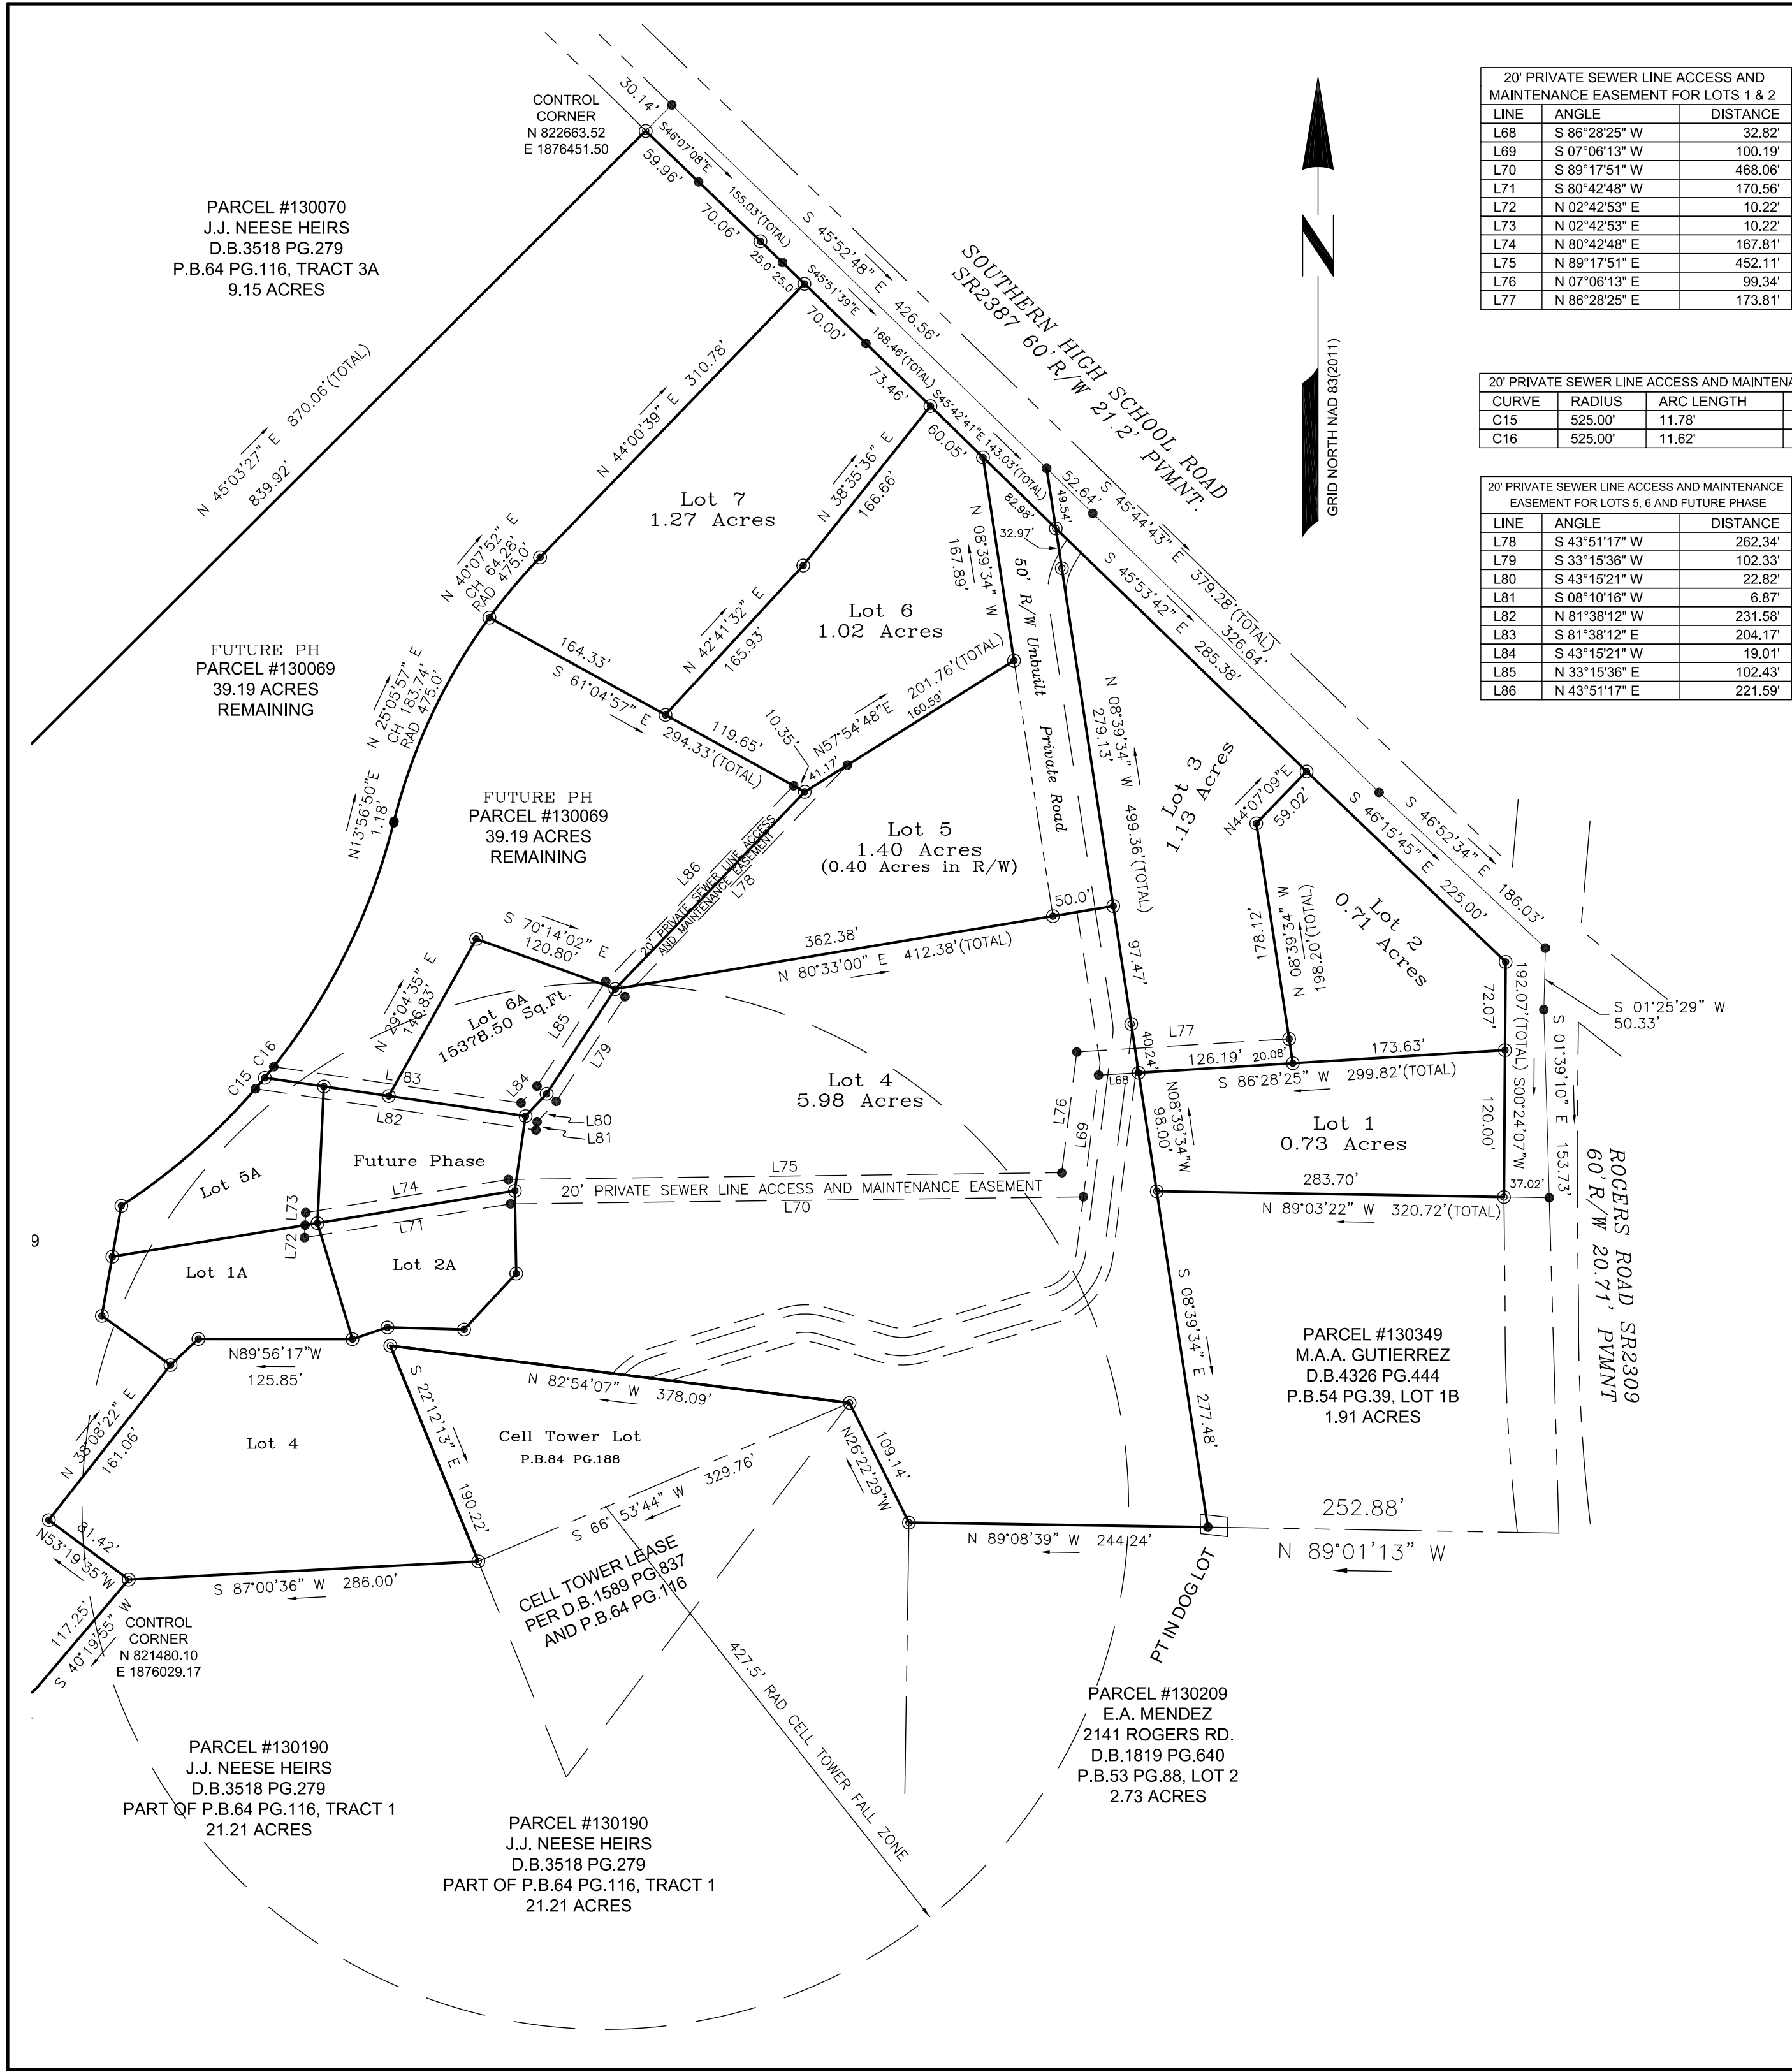 CONTROL
CORNER
N 822663.52
E 1876451.50
30.14'
S46°07'08"E
59.96'
155.03'(TOTAL)
70.06'
25.0'
25.0'
S45°51'39"E
70.00'
168.46'(TOTAL)
73.46'
S45°42'41"E
143.03'(TOTAL)
60.05'
82.98'
S 45°52'48" E 426.56'
SOUTHERN HIGH SCHOOL ROAD
SR2387 60' R/W 21.2' PVMNT.
52.64'
49.54'
32.97'
S 45°44'43" E 379.28'(TOTAL)
326.64'
S 45°53'42" E 285.38'
S 46°52'34" E 186.03'
S 46°15'45" E 225.00'
S 01°25'29" W
50.33'
S 01°39'10" E 153.73'
ROGERS ROAD SR2309
60' R/W 20.71' PVMNT
GRID NORTH NAD 83(2011)
N
20' PRIVATE SEWER LINE ACCESS AND
MAINTENANCE EASEMENT FOR LOTS 1 & 2
LINE ANGLE DISTANCE
L68 S 86°28'25" W 32.82'
L69 S 07°06'13" W 100.19'
L70 S 89°17'51" W 468.06'
L71 S 80°42'48" W 170.56'
L72 N 02°42'53" E 10.22'
L73 N 02°42'53" E 10.22'
L74 N 80°42'48" E 167.81'
L75 N 89°17'51" E 452.11'
L76 N 07°06'13" E 99.34'
L77 N 86°28'25" E 173.81'
20' PRIVATE SEWER LINE ACCESS AND MAINTENA
CURVE RADIUS ARC LENGTH
C15 525.00' 11.78'
C16 525.00' 11.62'
20' PRIVATE SEWER LINE ACCESS AND MAINTENANCE
EASEMENT FOR LOTS 5, 6 AND FUTURE PHASE
LINE ANGLE DISTANCE
L78 S 43°51'17" W 262.34'
L79 S 33°15'36" W 102.33'
L80 S 43°15'21" W 22.82'
L81 S 08°10'16" W 6.87'
L82 N 81°38'12" W 231.58'
L83 S 81°38'12" E 204.17'
L84 S 43°15'21" W 19.01'
L85 N 33°15'36" E 102.43'
L86 N 43°51'17" E 221.59'
PARCEL #130070
J.J. NEESE HEIRS
D.B.3518 PG.279
P.B.64 PG.116, TRACT 3A
9.15 ACRES
N 45°03'27" E 870.06'(TOTAL)
839.92'
N 44°00'39" E 310.78'
Lot 7
1.27 Acres
N 38°35'36" E
166.66'
N 40°07'52" E
CH 64.28'
RAD 475.0'
Lot 6
1.02 Acres
N 42°41'32" E
165.93'
N 08°39'34" W
167.89'
50' R/W Unbuilt Private Road
FUTURE PH
PARCEL #130069
39.19 ACRES
REMAINING
N 25°05'57" E
CH 183.74'
RAD 475.0'
164.33'
S 61°04'57" E 294.33'(TOTAL)
119.65'
10.35'
N57°54'48"E 201.76'(TOTAL)
41.17'
160.59'
N13°56'50"E
1.18'
FUTURE PH
PARCEL #130069
39.19 ACRES
REMAINING
L86
20' PRIVATE SEWER LINE ACCESS
AND MAINTENANCE EASEMENT
L78
Lot 5
1.40 Acres
(0.40 Acres in R/W)
50.0'
362.38'
N 80°33'00" E 412.38'(TOTAL)
N 08°39'34" W 499.36'(TOTAL)
279.13'
97.47'
40.24'
Lot 3
1.13 Acres
N44°07'09"E
59.02'
178.12'
N 08°39'34" W
198.20'(TOTAL)
Lot 2
0.71 Acres
72.07'
192.07'(TOTAL) S00°24'07"W
120.00'
L77
126.19'
20.08'
173.63'
L68
S 86°28'25" W 299.82'(TOTAL)
N08°39'34"W
98.00'
Lot 1
0.73 Acres
283.70'
37.02'
N 89°03'22" W 320.72'(TOTAL)
S 70°14'02" E
120.80'
N 29°04'35" E
146.83'
Lot 6A
15378.50 Sq.Ft.
L85
L79
L84
L80
L81
C15
C16
L 83
L82
Lot 4
5.98 Acres
L76
L69
Lot 5A
Future Phase
L75
20' PRIVATE SEWER LINE ACCESS AND MAINTENANCE EASEMENT
L70
L74
L71
L73
L72
9
Lot 1A
Lot 2A
N89°56'17"W
125.85'
N 38°08'22" E
161.06'
Lot 4
S 22°12'13" E 190.22'
N 82°54'07" W 378.09'
Cell Tower Lot
P.B.84 PG.188
S 66°53'44" W 329.76'
N26°22'29"W
109.14'
N 89°08'39" W 244.24'
S 08°39'34" E 277.48'
PARCEL #130349
M.A.A. GUTIERREZ
D.B.4326 PG.444
P.B.54 PG.39, LOT 1B
1.91 ACRES
252.88'
N 89°01'13" W
PT IN DOG LOT
81.42'
N53°19'35"W
S 87°00'36" W 286.00'
117.25'
S 40°19'55" W
CONTROL
CORNER
N 821480.10
E 1876029.17
CELL TOWER LEASE
PER D.B.1589 PG.837
AND P.B.64 PG.116
427.5' RAD CELL TOWER FALL ZONE
PARCEL #130209
E.A. MENDEZ
2141 ROGERS RD.
D.B.1819 PG.640
P.B.53 PG.88, LOT 2
2.73 ACRES
PARCEL #130190
J.J. NEESE HEIRS
D.B.3518 PG.279
PART OF P.B.64 PG.116, TRACT 1
21.21 ACRES
PARCEL #130190
J.J. NEESE HEIRS
D.B.3518 PG.279
PART OF P.B.64 PG.116, TRACT 1
21.21 ACRES